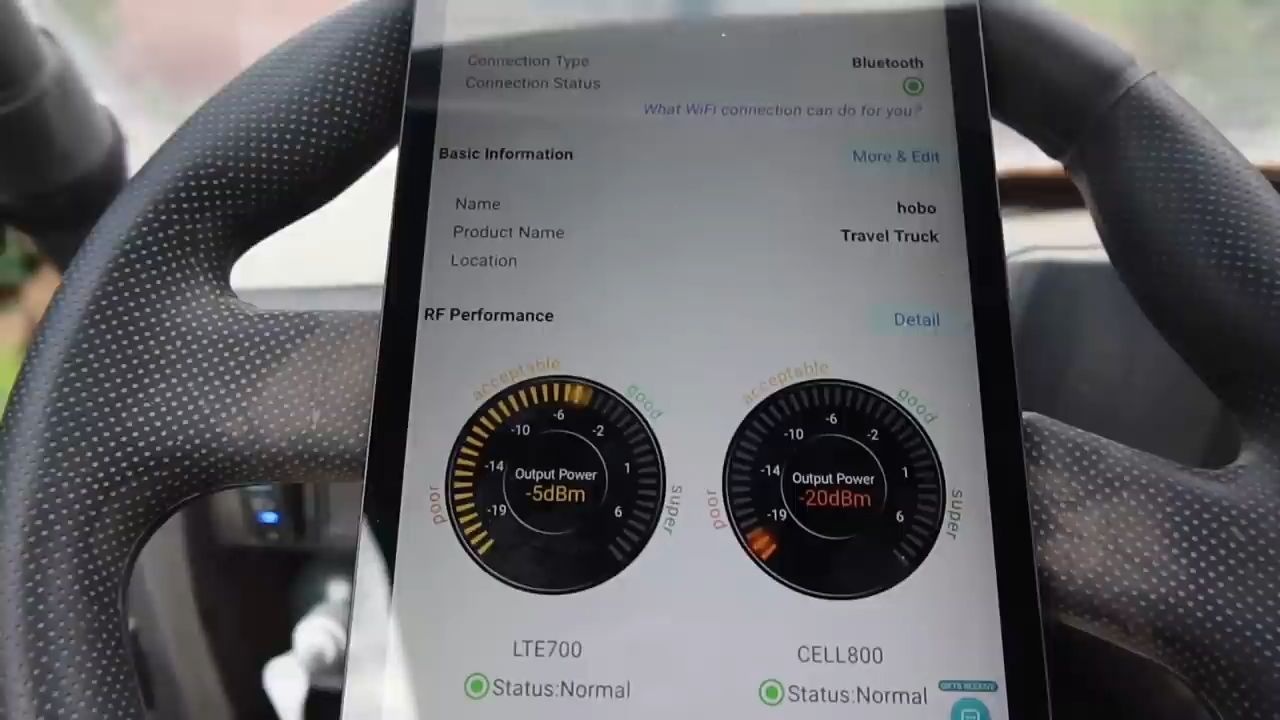 Connection Type Bluetooth
Connection Status
What WiFi connection can do for you?
Basic Information More & Edit
Name hobo
Product Name Travel Truck
Location
RF Performance Detail
poor acceptable good super
-19 -14 -10 -6 -2 1 6
Output Power
-5dBm
LTE700
Status:Normal
poor acceptable good super
-19 -14 -10 -6 -2 1 6
Output Power
-20dBm
CELL800
Status:Normal